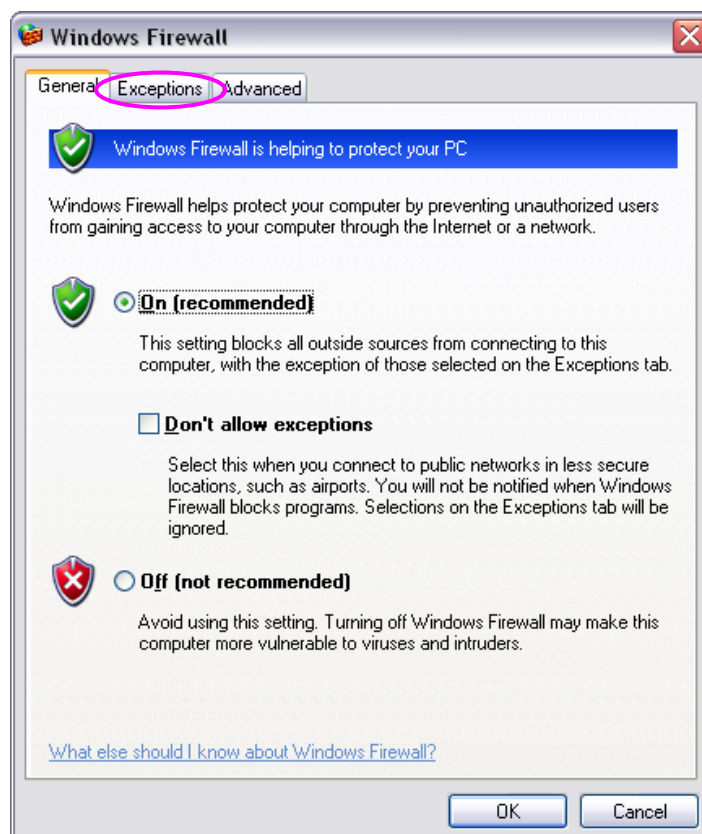 Windows Firewall
General Exceptions Advanced
Windows Firewall is helping to protect your PC
Windows Firewall helps protect your computer by preventing unauthorized users
from gaining access to your computer through the Internet or a network.
On (recommended)
This setting blocks all outside sources from connecting to this
computer, with the exception of those selected on the Exceptions tab.
Don't allow exceptions
Select this when you connect to public networks in less secure
locations, such as airports. You will not be notified when Windows
Firewall blocks programs. Selections on the Exceptions tab will be
ignored.
Off (not recommended)
Avoid using this setting. Turning off Windows Firewall may make this
computer more vulnerable to viruses and intruders.
What else should I know about Windows Firewall?
OK Cancel